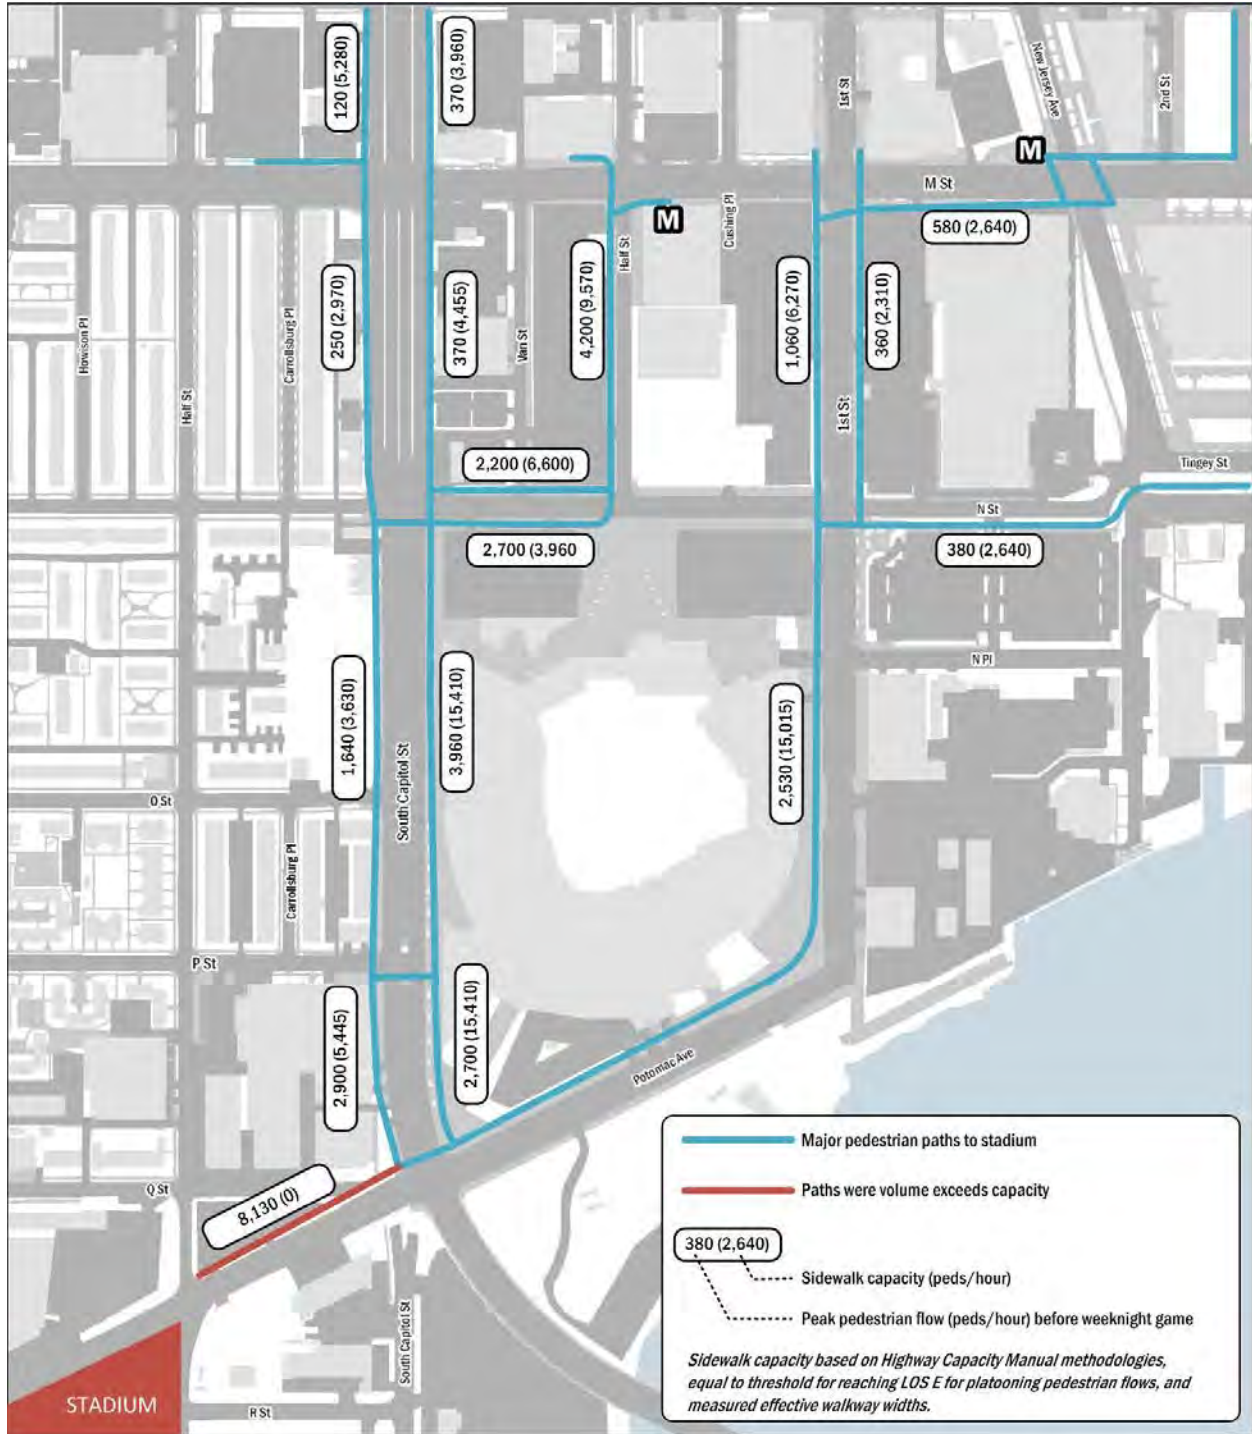 120 (5,280)
370 (3,960)
1st St
New Jersey Ave
2nd St
M
M St
580 (2,640)
M
Half St
Cushing Pl
4,200 (9,570)
1,060 (6,270)
360 (2,310)
250 (2,970)
370 (4,455)
Van St
Howison Pl
Carrollsburg Pl
Half St
1st St
2,200 (6,600)
Tingey St
N St
2,700 (3,960
380 (2,640)
N Pl
1,640 (3,630)
3,960 (15,410)
2,530 (15,015)
South Capitol St
O St
Carrollsburg Pl
P St
2,900 (5,445)
2,700 (15,410)
Potomac Ave
Q St
8,130 (0)
South Capitol St
R St
STADIUM
Major pedestrian paths to stadium
Paths were volume exceeds capacity
380 (2,640)
Sidewalk capacity (peds/hour)
Peak pedestrian flow (peds/hour) before weeknight game
Sidewalk capacity based on Highway Capacity Manual methodologies,
equal to threshold for reaching LOS E for platooning pedestrian flows, and
measured effective walkway widths.